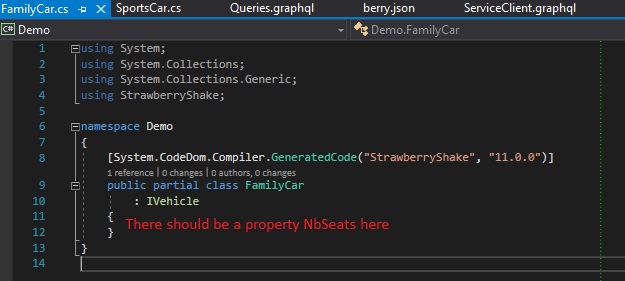 FamilyCar.cs SportsCar.cs Queries.graphql berry.json ServiceClient.graphql
C# Demo Demo.FamilyCar
1 using System;
2 using System.Collections;
3 using System.Collections.Generic;
4 using StrawberryShake;
5
6 namespace Demo
7 {
8 [System.CodeDom.Compiler.GeneratedCode("StrawberryShake", "11.0.0")]
1 reference | 0 changes | 0 authors, 0 changes
9 public partial class FamilyCar
10 : IVehicle
11 {
There should be a property NbSeats here
12 }
13 }
14